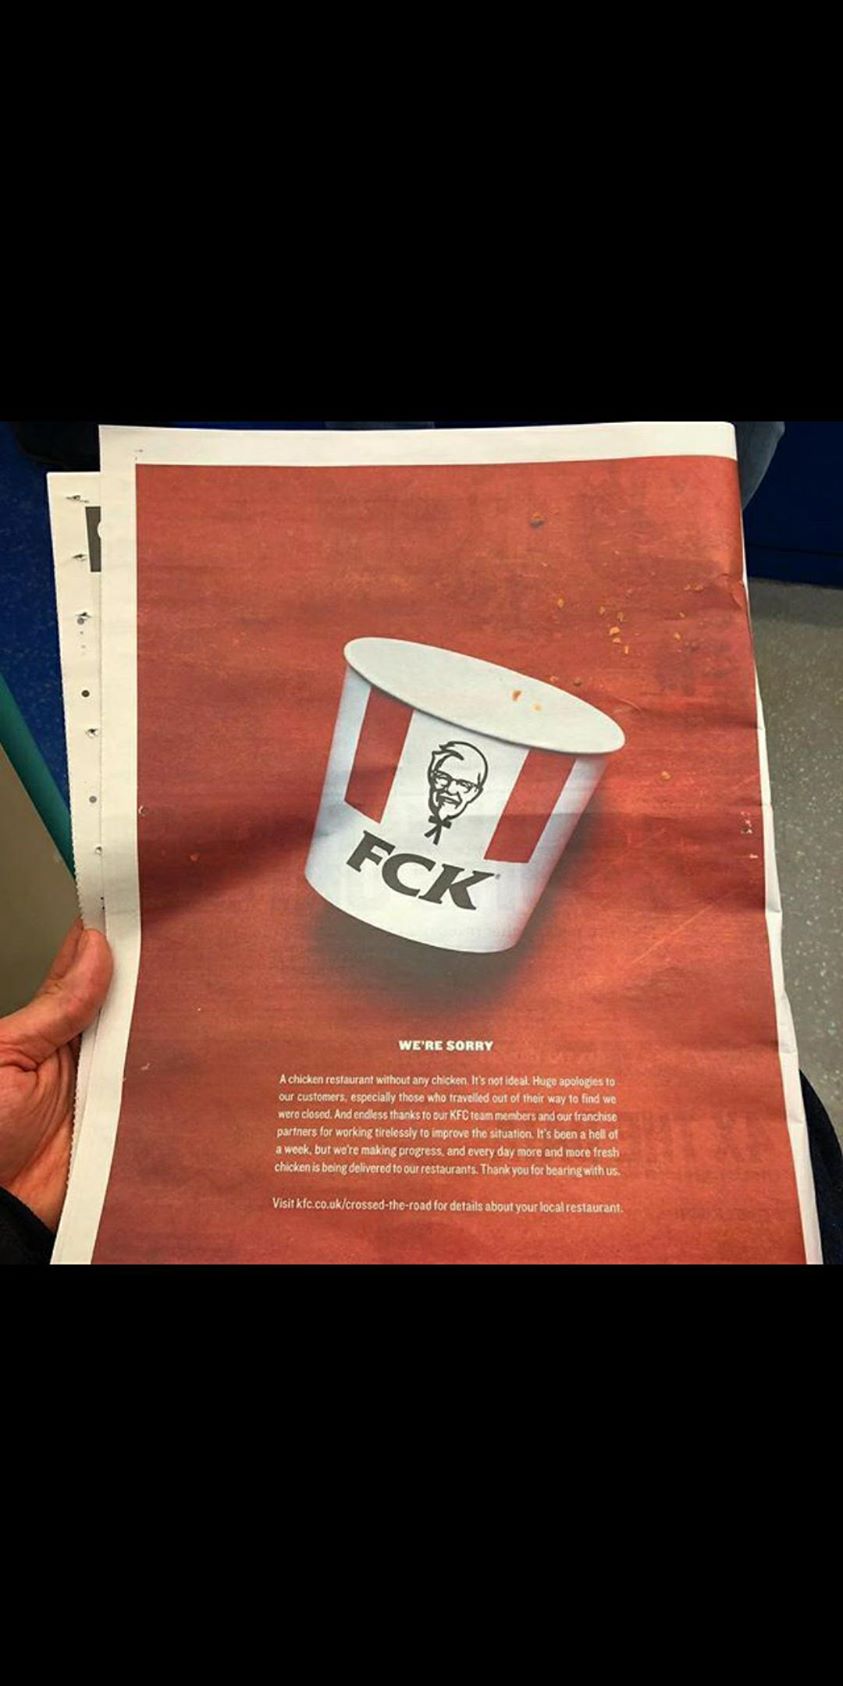 FCK
WE'RE SORRY
A chicken restaurant without any chicken. It's not ideal. Huge apologies to
our customers, especially those who travelled out of their way to find we
were closed. And endless thanks to our KFC team members and our franchise
partners for working tirelessly to improve the situation. It's been a hell of
a week, but we're making progress, and every day more and more fresh
chicken is being delivered to our restaurants. Thank you for bearing with us.
Visit kfc.co.uk/crossed-the-road for details about your local restaurant.